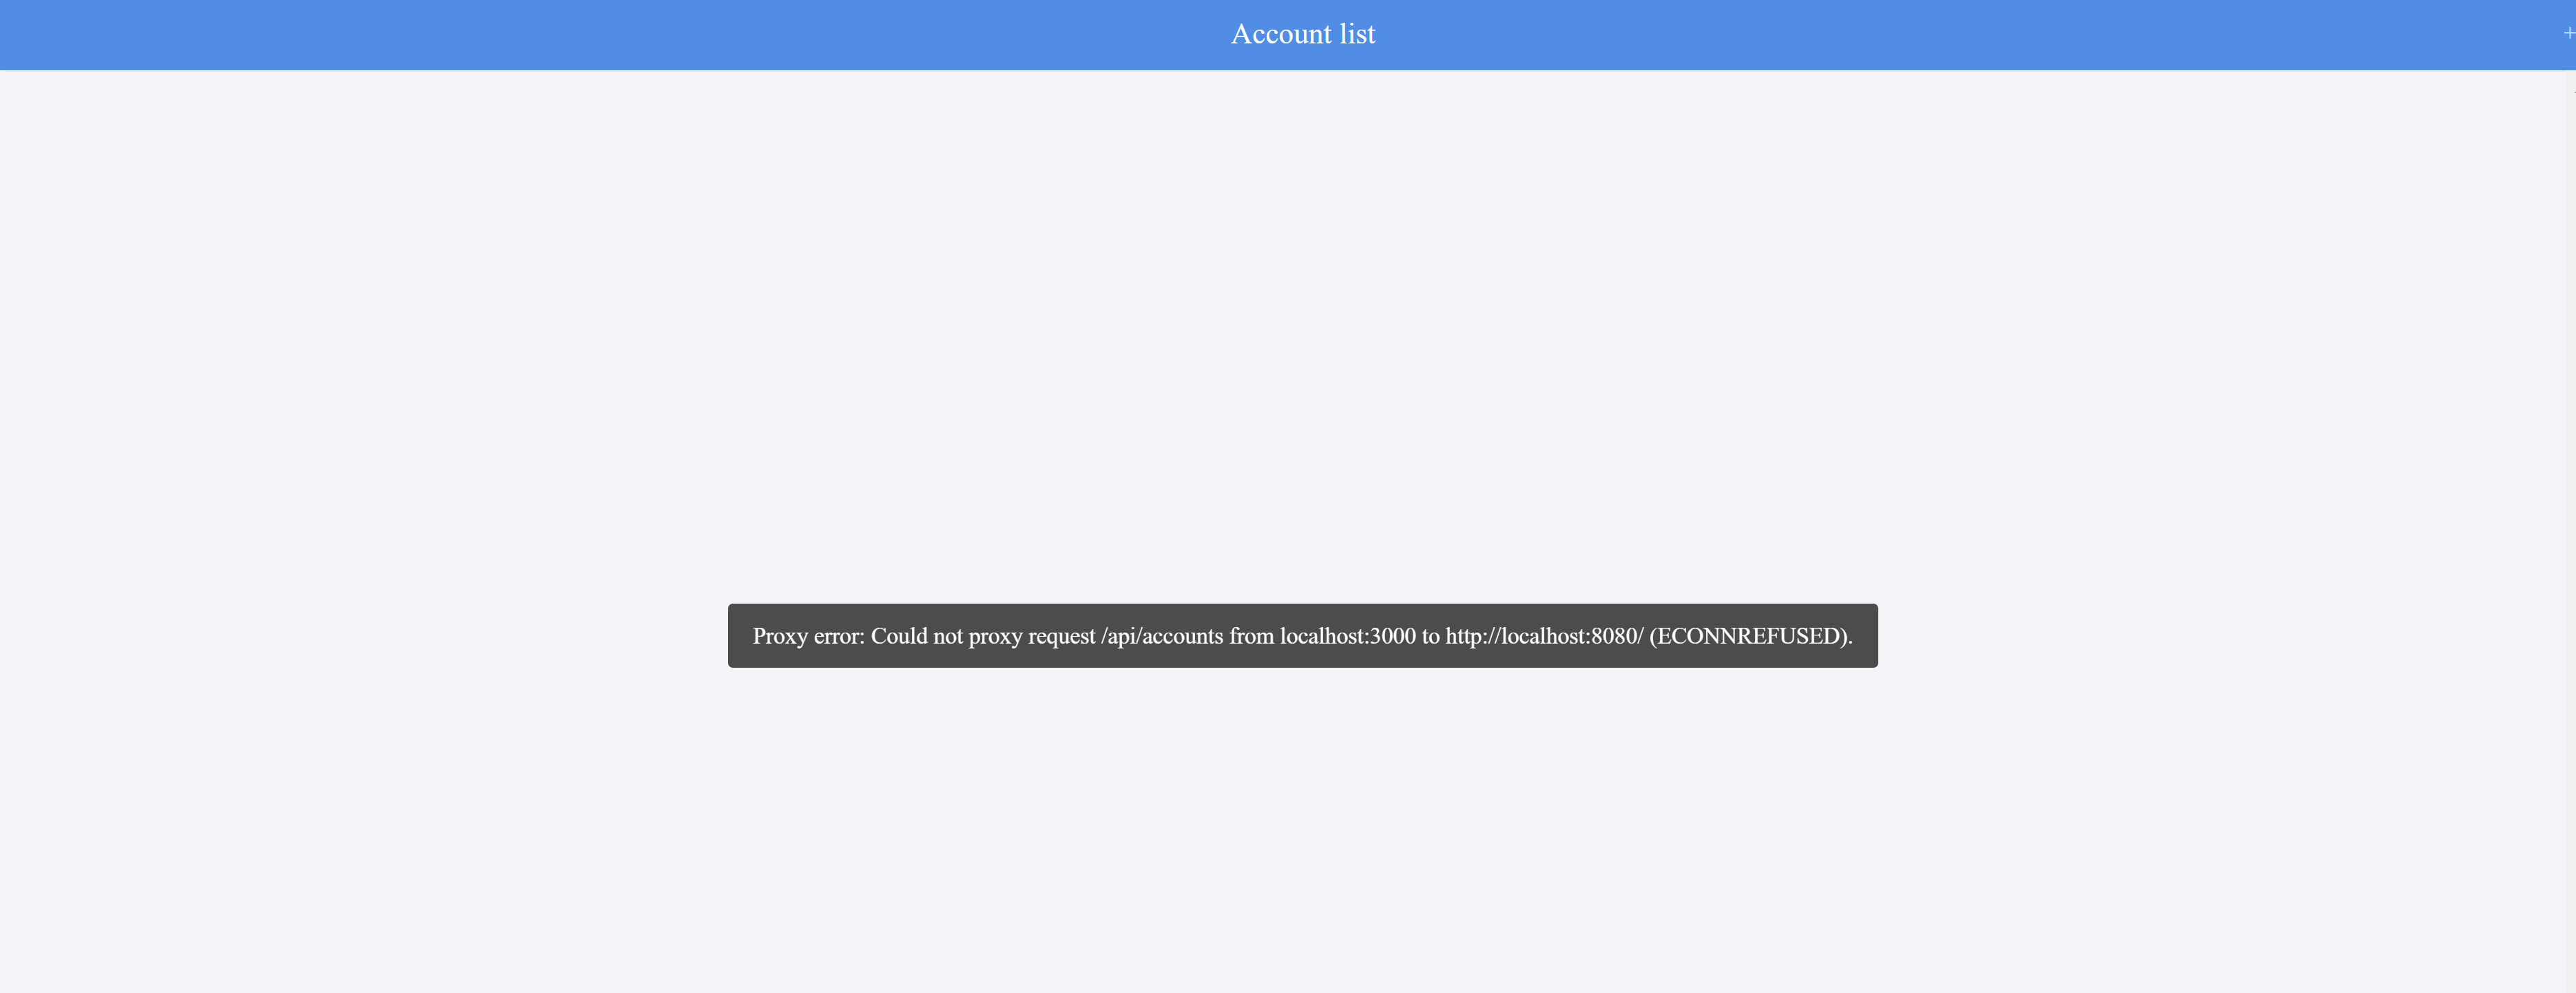 Account list
+
Proxy error: Could not proxy request /api/accounts from localhost:3000 to http://localhost:8080/ (ECONNREFUSED).